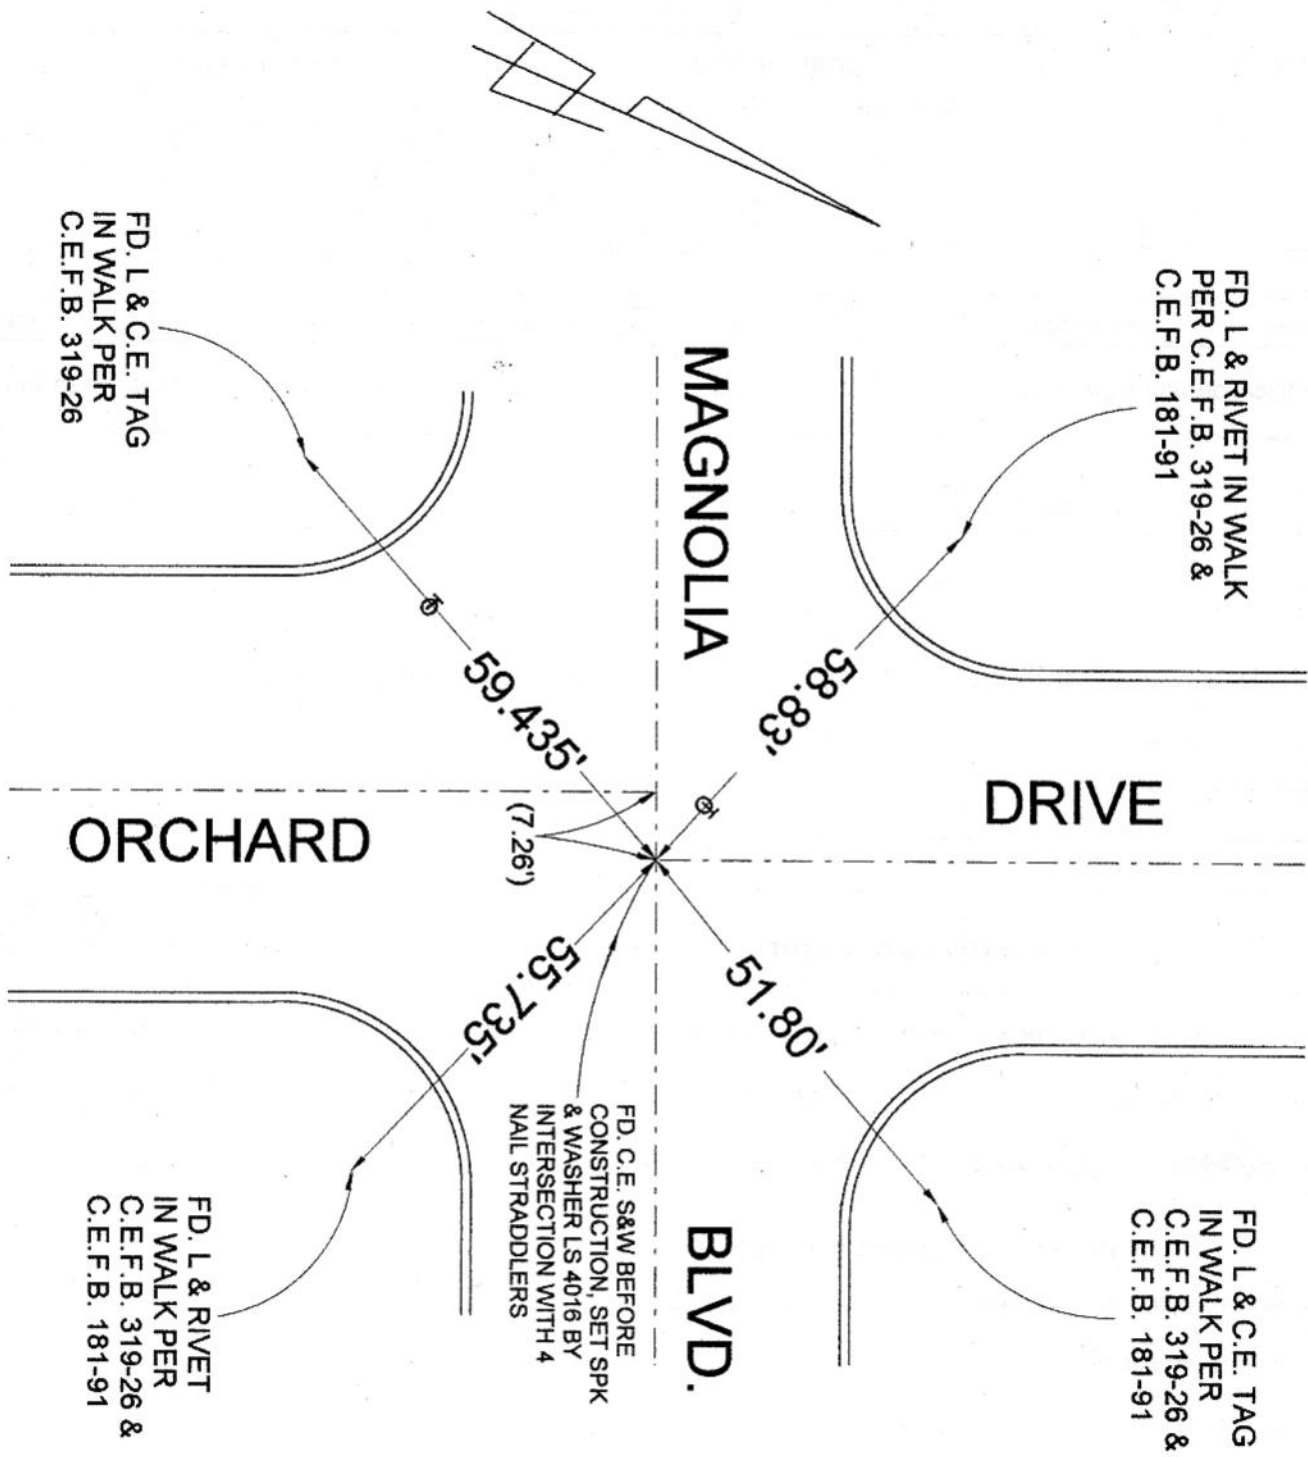 FD. L & RIVET IN WALK
PER C.E.F.B. 319-26 &
C.E.F.B. 181-91
FD. L & C.E. TAG
IN WALK PER
C.E.F.B. 319-26
MAGNOLIA
BLVD.
ORCHARD
DRIVE
58.83'
59.435'
(7.26')
51.80'
55.735'
FD. C.E. S&W BEFORE
CONSTRUCTION, SET SPK
& WASHER LS 4016 BY
INTERSECTION WITH 4
NAIL STRADDLERS
FD. L & C.E. TAG
IN WALK PER
C.E.F.B. 319-26 &
C.E.F.B. 181-91
FD. L & RIVET
IN WALK PER
C.E.F.B. 319-26 &
C.E.F.B. 181-91